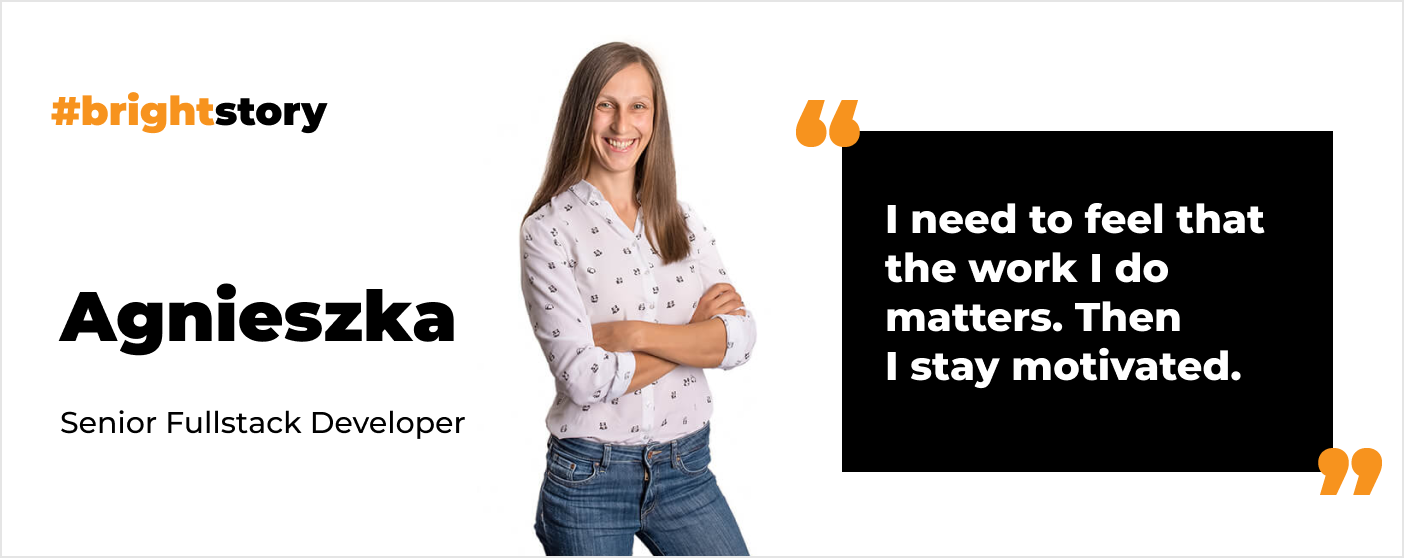 #brightstory
Agnieszka
Senior Fullstack Developer
“
I need to feel that
the work I do
matters. Then
I stay motivated.
”